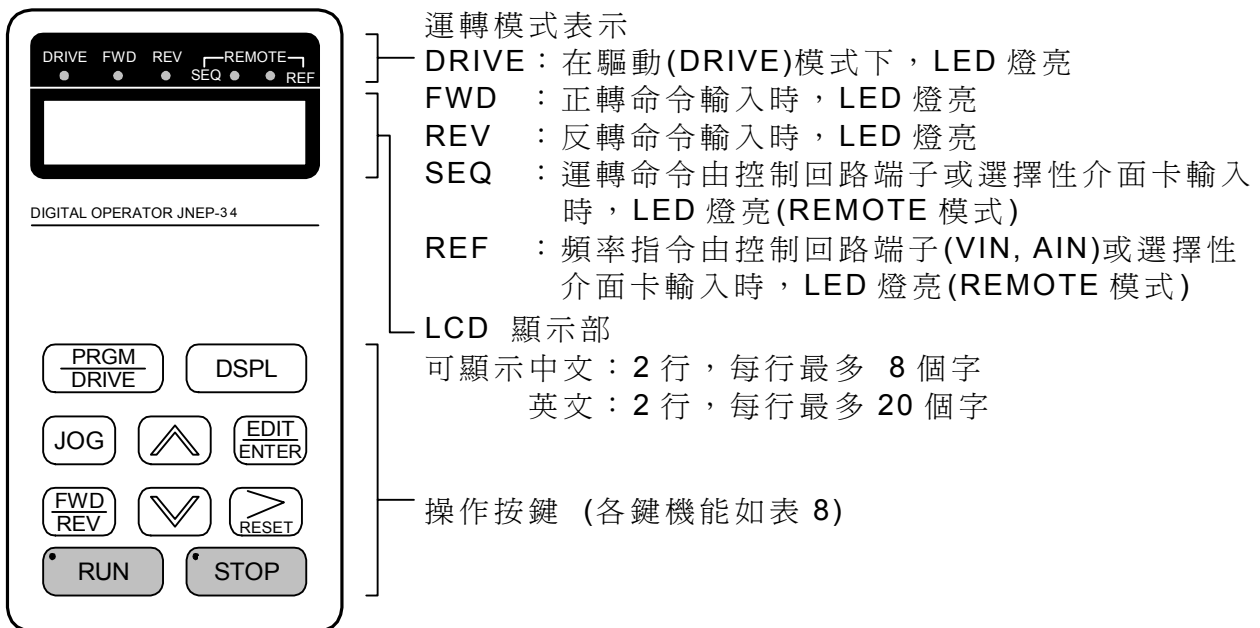 DRIVE FWD REV REMOTE
SEQ REF
DIGITAL OPERATOR JNEP-34
PRGM
DRIVE
DSPL
JOG
EDIT
ENTER
FWD
REV
RESET
RUN
STOP
運轉模式表示
DRIVE：在驅動(DRIVE)模式下，LED 燈亮
FWD ：正轉命令輸入時，LED 燈亮
REV ：反轉命令輸入時，LED 燈亮
SEQ ：運轉命令由控制回路端子或選擇性介面卡輸入
時，LED 燈亮(REMOTE 模式)
REF ：頻率指令由控制回路端子(VIN, AIN)或選擇性
介面卡輸入時，LED 燈亮(REMOTE 模式)
LCD 顯示部
可顯示中文：2 行，每行最多 8 個字
英文：2 行，每行最多 20 個字
操作按鍵 (各鍵機能如表 8)